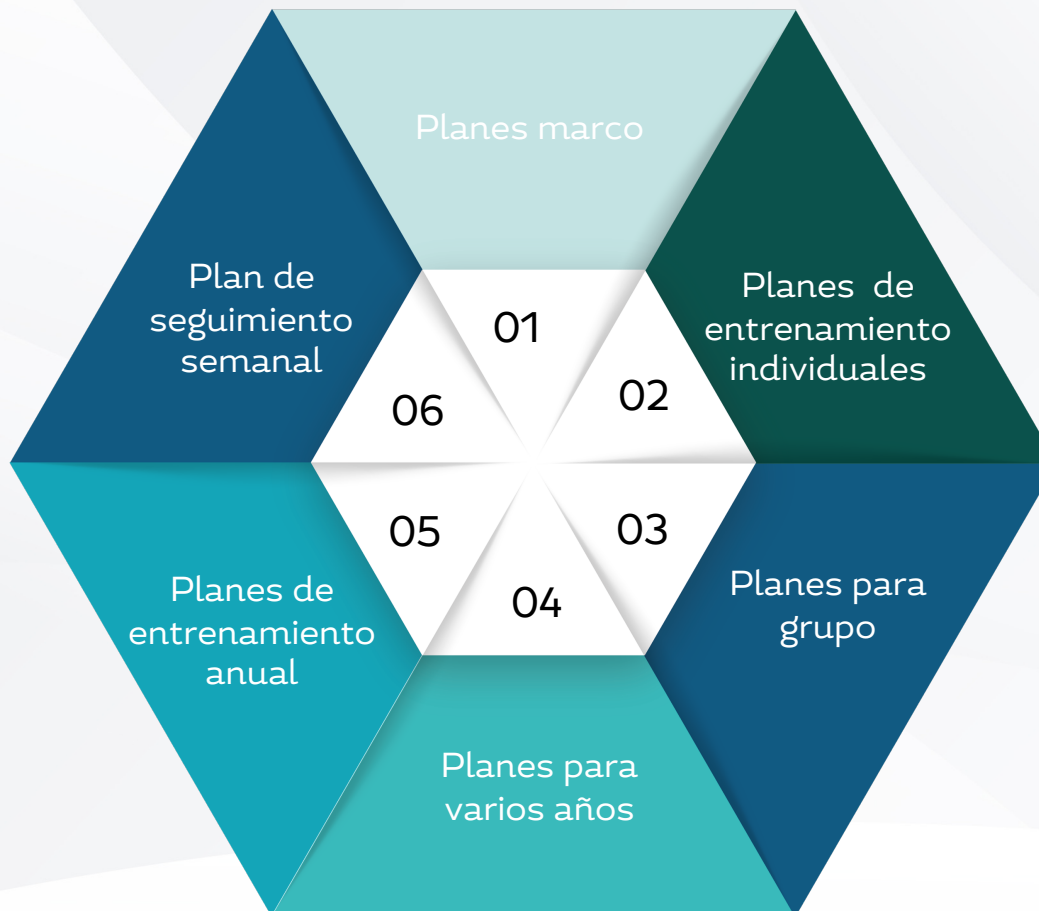 Planes marco
01
Planes de
entrenamiento
individuales
02
Planes para
grupo
03
Planes para
varios años
04
Planes de
entrenamiento
anual
05
Plan de
seguimiento
semanal
06